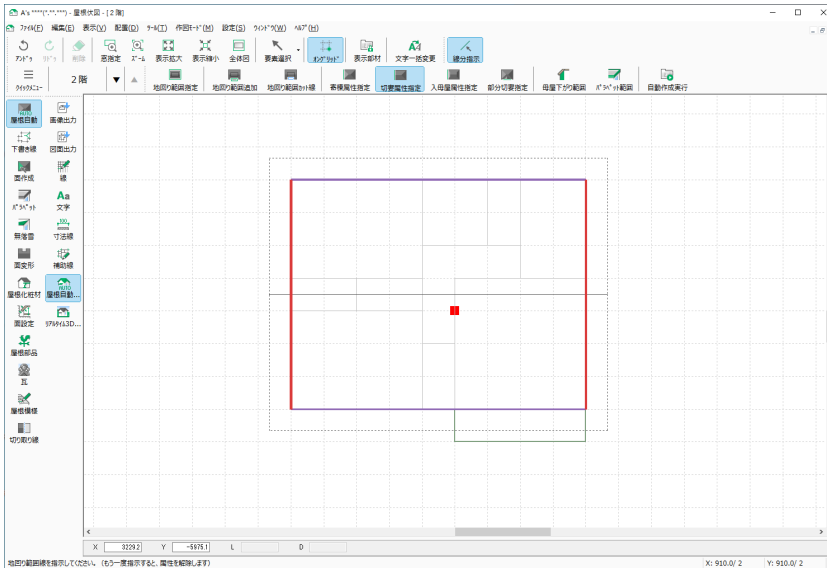 A's ****(*.**.***) - 屋根伏図 - [2 階]
ﾌｧｲﾙ(F) 編集(E) 表示(V) 配置(D) ﾂｰﾙ(T) 作図ﾓｰﾄﾞ(M) 設定(S) ｳｨﾝﾄﾞｳ(W) ﾍﾙﾌﾟ(H)
ｱﾝﾄﾞｩ ﾘﾄﾞｩ 削除 窓指定 ｽﾞｰﾑ 表示拡大 表示縮小 全体図 要素選択 ｵﾝｸﾞﾘｯﾄﾞ 表示部材 文字一括変更 線分指示
ｸｲｯｸﾒﾆｭｰ 2 階 地回り範囲指定 地回り範囲追加 地回り範囲ｶｯﾄ線 寄棟属性指定 切妻属性指定 入母屋属性指定 部分切妻指定 母屋下がり範囲 ﾊﾟﾗﾍﾟｯﾄ範囲 自動作成実行
AUTO
屋根自動 画像出力
下書き線 図面出力
面作成 線
Aa
ﾊﾟﾗﾍﾟｯﾄ 文字
100
無落雪 寸法線
面変形 補助線
AUTO
屋根化粧材 屋根自動...
面設定 ﾘｱﾙﾀｲﾑ3D...
屋根部品
瓦
屋根模様
切り取り線
X 3229.2 Y -5975.1 L D
地回り範囲線を指示してください。 (もう一度指示すると、属性を解除します) X: 910.0/ 2 Y: 910.0/ 2